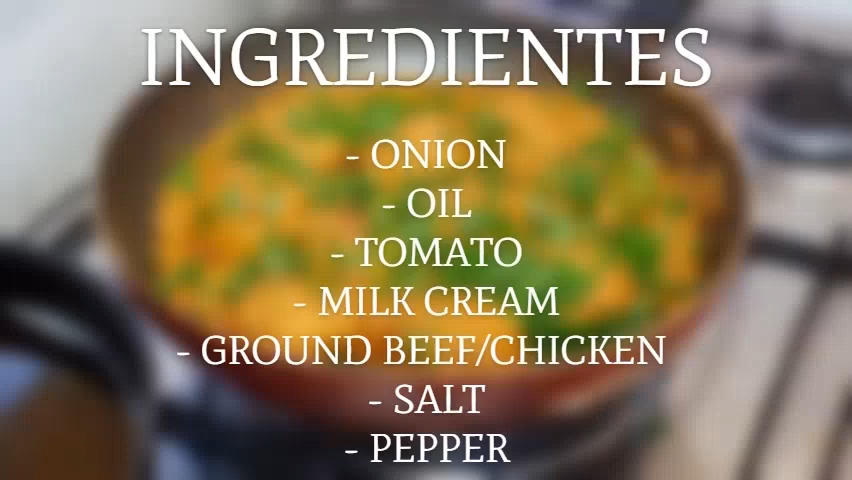 INGREDIENTES
- ONION
- OIL
- TOMATO
- MILK CREAM
- GROUND BEEF/CHICKEN
- SALT
- PEPPER